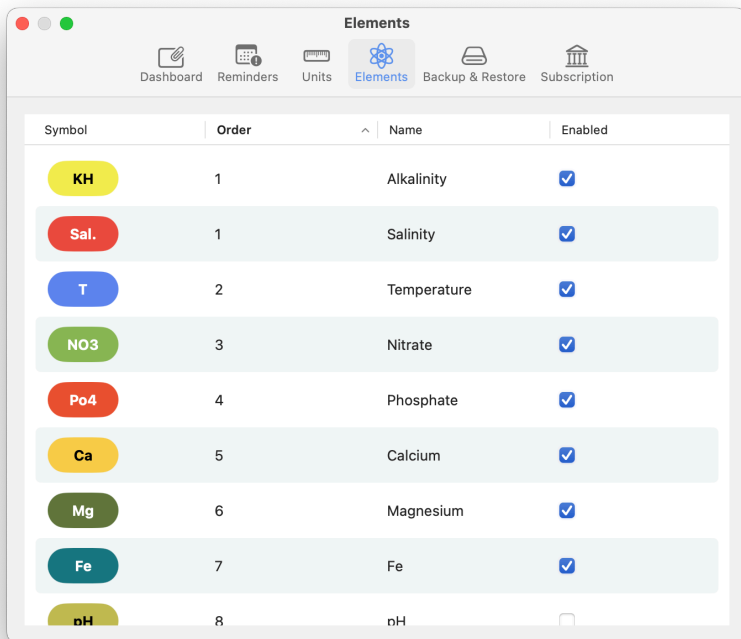 Elements
Dashboard Reminders Units Elements Backup & Restore Subscription
Symbol Order Name Enabled
KH 1 Alkalinity
Sal. 1 Salinity
T 2 Temperature
NO3 3 Nitrate
Po4 4 Phosphate
Ca 5 Calcium
Mg 6 Magnesium
Fe 7 Fe
pH 8 pH